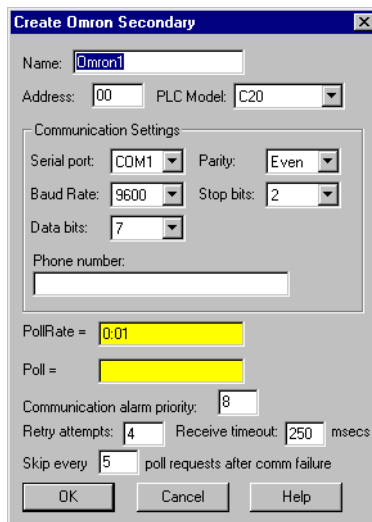 Create Omron Secondary
Name: Omron1
Address: 00 PLC Model: C20
Communication Settings
Serial port: COM1 Parity: Even
Baud Rate: 9600 Stop bits: 2
Data bits: 7
Phone number:
PollRate = 0:01
Poll =
Communication alarm priority: 8
Retry attempts: 4 Receive timeout: 250 msecs
Skip every 5 poll requests after comm failure
OK Cancel Help